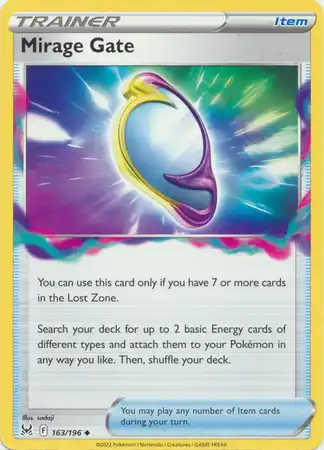 TRAINER
Item
Mirage Gate
You can use this card only if you have 7 or more cards
in the Lost Zone.
Search your deck for up to 2 basic Energy cards of
different types and attach them to your Pokémon in
any way you like. Then, shuffle your deck.
Illus. sadaji
F 163/196
You may play any number of Item cards
during your turn.
©2022 Pokémon / Nintendo / Creatures / GAME FREAK